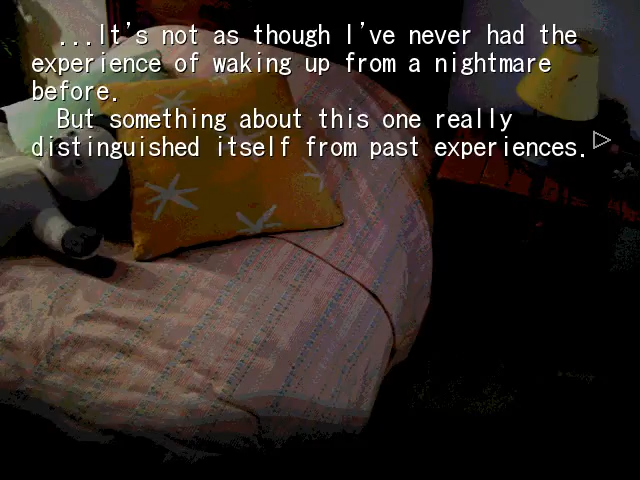 ...It's not as though I've never had the
experience of waking up from a nightmare
before.
But something about this one really
distinguished itself from past experiences.